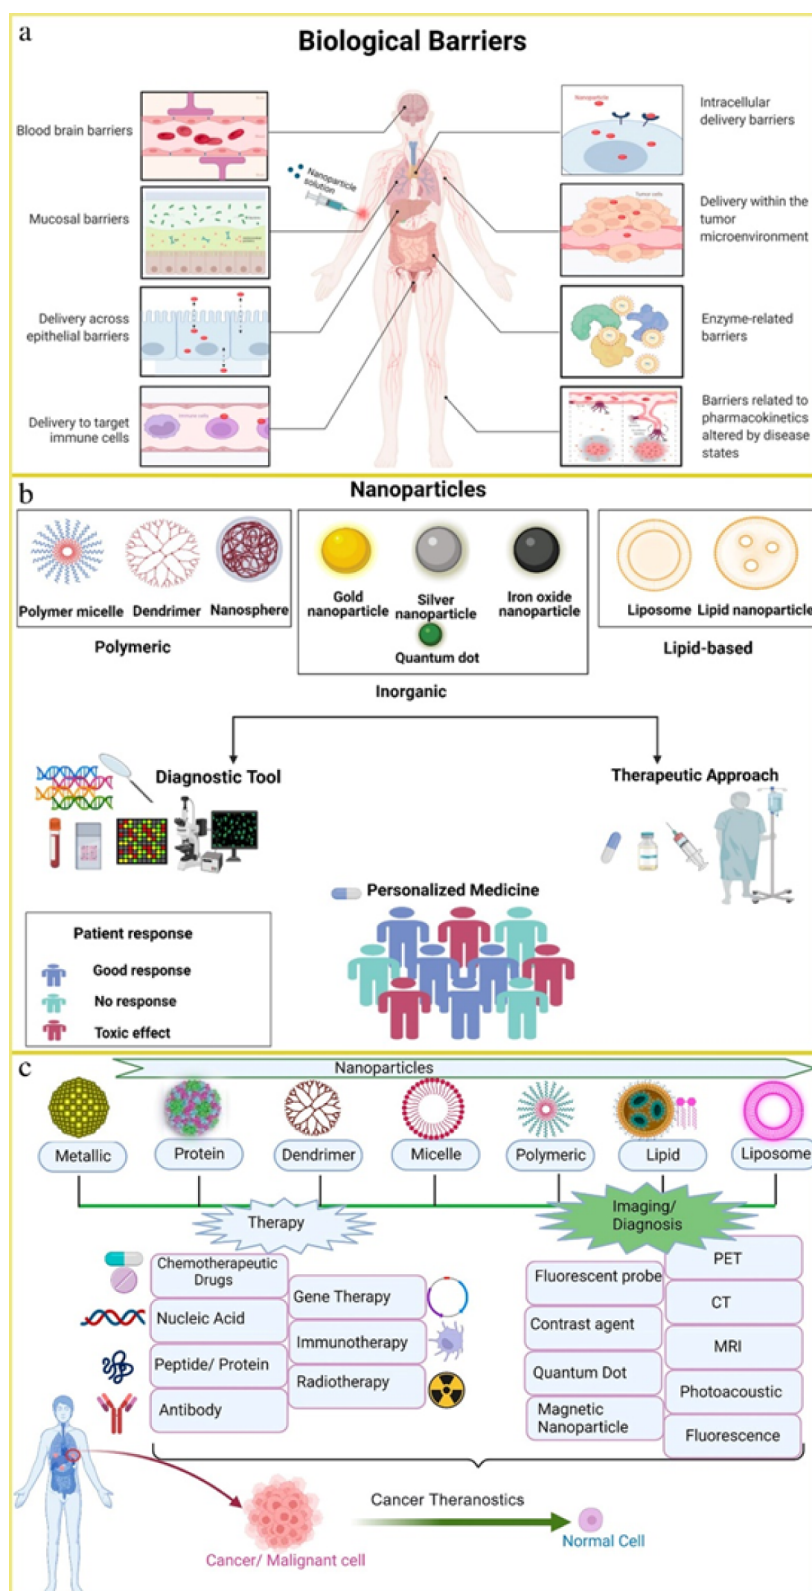 a
Biological Barriers
Blood brain barriers
Mucosal barriers
Delivery across
epithelial barriers
Delivery to target
immune cells
Nanoparticle
solution
Immune cells
Nanoparticle
Tumor cells
Intracellular
delivery barriers
Delivery within the
tumor
microenvironment
Enzyme-related
barriers
Barriers related to
pharmacokinetics
altered by disease
states
b
Nanoparticles
Polymer micelle
Dendrimer
Nanosphere
Polymeric
Gold
nanoparticle
Silver
nanoparticle
Iron oxide
nanoparticle
Quantum dot
Inorganic
Liposome
Lipid nanoparticle
Lipid-based
Diagnostic Tool
Therapeutic Approach
Personalized Medicine
Patient response
Good response
No response
Toxic effect
c
Nanoparticles
Metallic
Protein
Dendrimer
Micelle
Polymeric
Lipid
Liposome
Therapy
Imaging/
Diagnosis
Chemotherapeutic
Drugs
Nucleic Acid
Peptide/ Protein
Antibody
Gene Therapy
Immunotherapy
Radiotherapy
Fluorescent probe
Contrast agent
Quantum Dot
Magnetic
Nanoparticle
PET
CT
MRI
Photoacoustic
Fluorescence
Cancer Theranostics
Cancer/ Malignant cell
Normal Cell